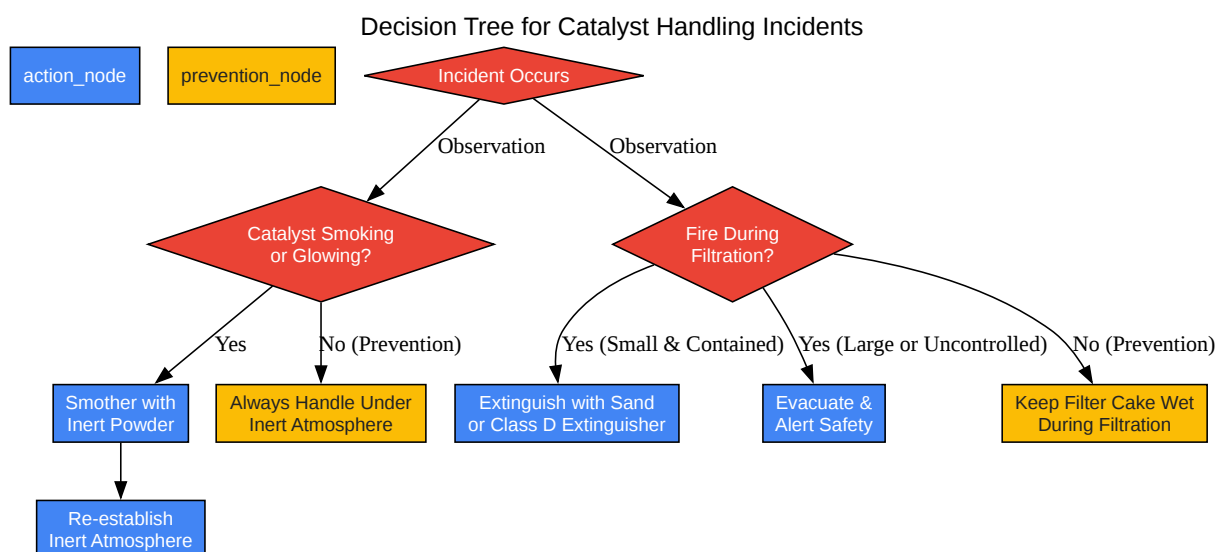 Decision Tree for Catalyst Handling Incidents
action_node
prevention_node
Incident Occurs
Observation
Observation
Catalyst Smoking
or Glowing?
Fire During
Filtration?
Yes
No (Prevention)
Yes (Small & Contained)
Yes (Large or Uncontrolled)
No (Prevention)
Smother with
Inert Powder
Always Handle Under
Inert Atmosphere
Extinguish with Sand
or Class D Extinguisher
Evacuate &
Alert Safety
Keep Filter Cake Wet
During Filtration
Re-establish
Inert Atmosphere